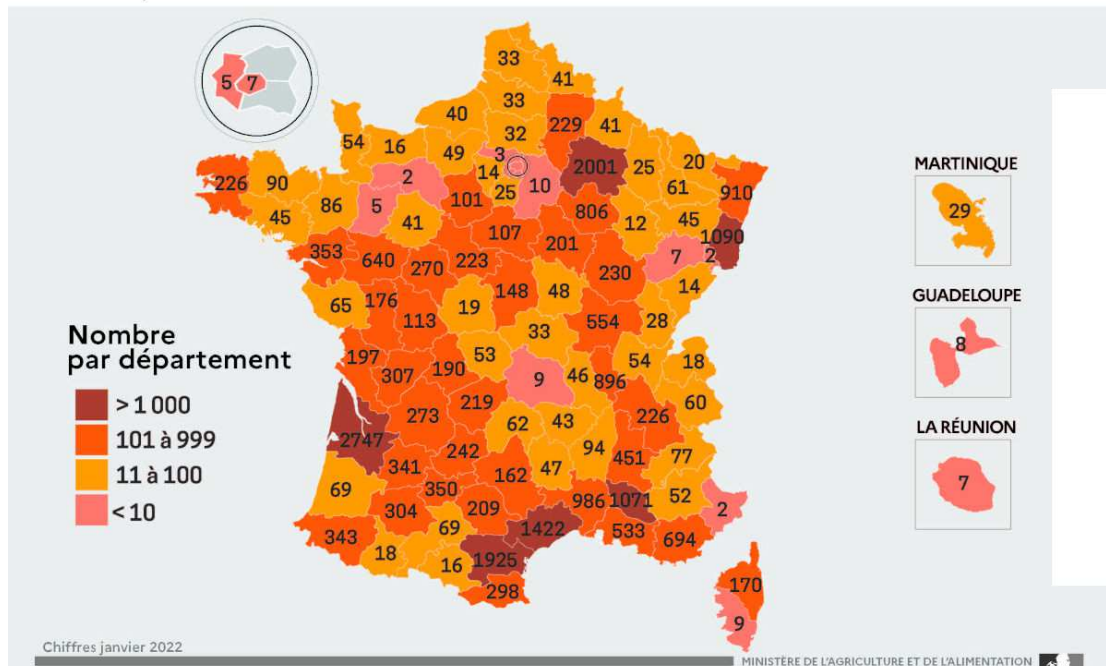 5 7
33
41
33
40
229 41
32
54 16 49 3 20
2001 25
14
2 61 910
226 90 10
25
86 5 101
45 41 806 12 45
1090
107 201 7 2
353 640 223
270 230
14
148 48
65 176 19
28
113 554
33
53 54 18
197 190
307 9 46 896
60
219 226
273 43
62
2747 94
242 77
451
341 162 47
69 350
52
304 209 986 1071 2
69 1422 533
343 694
18 16 1925
298
170
9
MARTINIQUE
29
GUADELOUPE
8
LA RÉUNION
7
Nombre
par département
> 1 000
101 à 999
11 à 100
< 10
Chiffres janvier 2022
MINISTÈRE DE L'AGRICULTURE ET DE L'ALIMENTATION